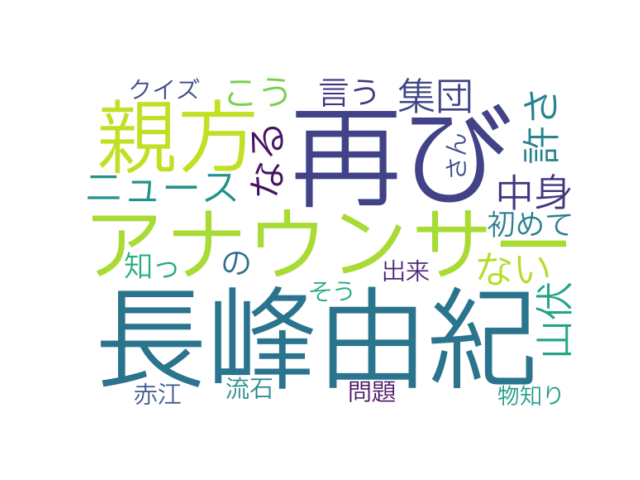 クイズ
こう
言う
集団
許さ
親方
再び
なる
さん
ニュース
中身
アナウンサー
初めて
知っ
の
出来
ない
そう
山伏
長峰由紀
赤江
流石
問題
物知り